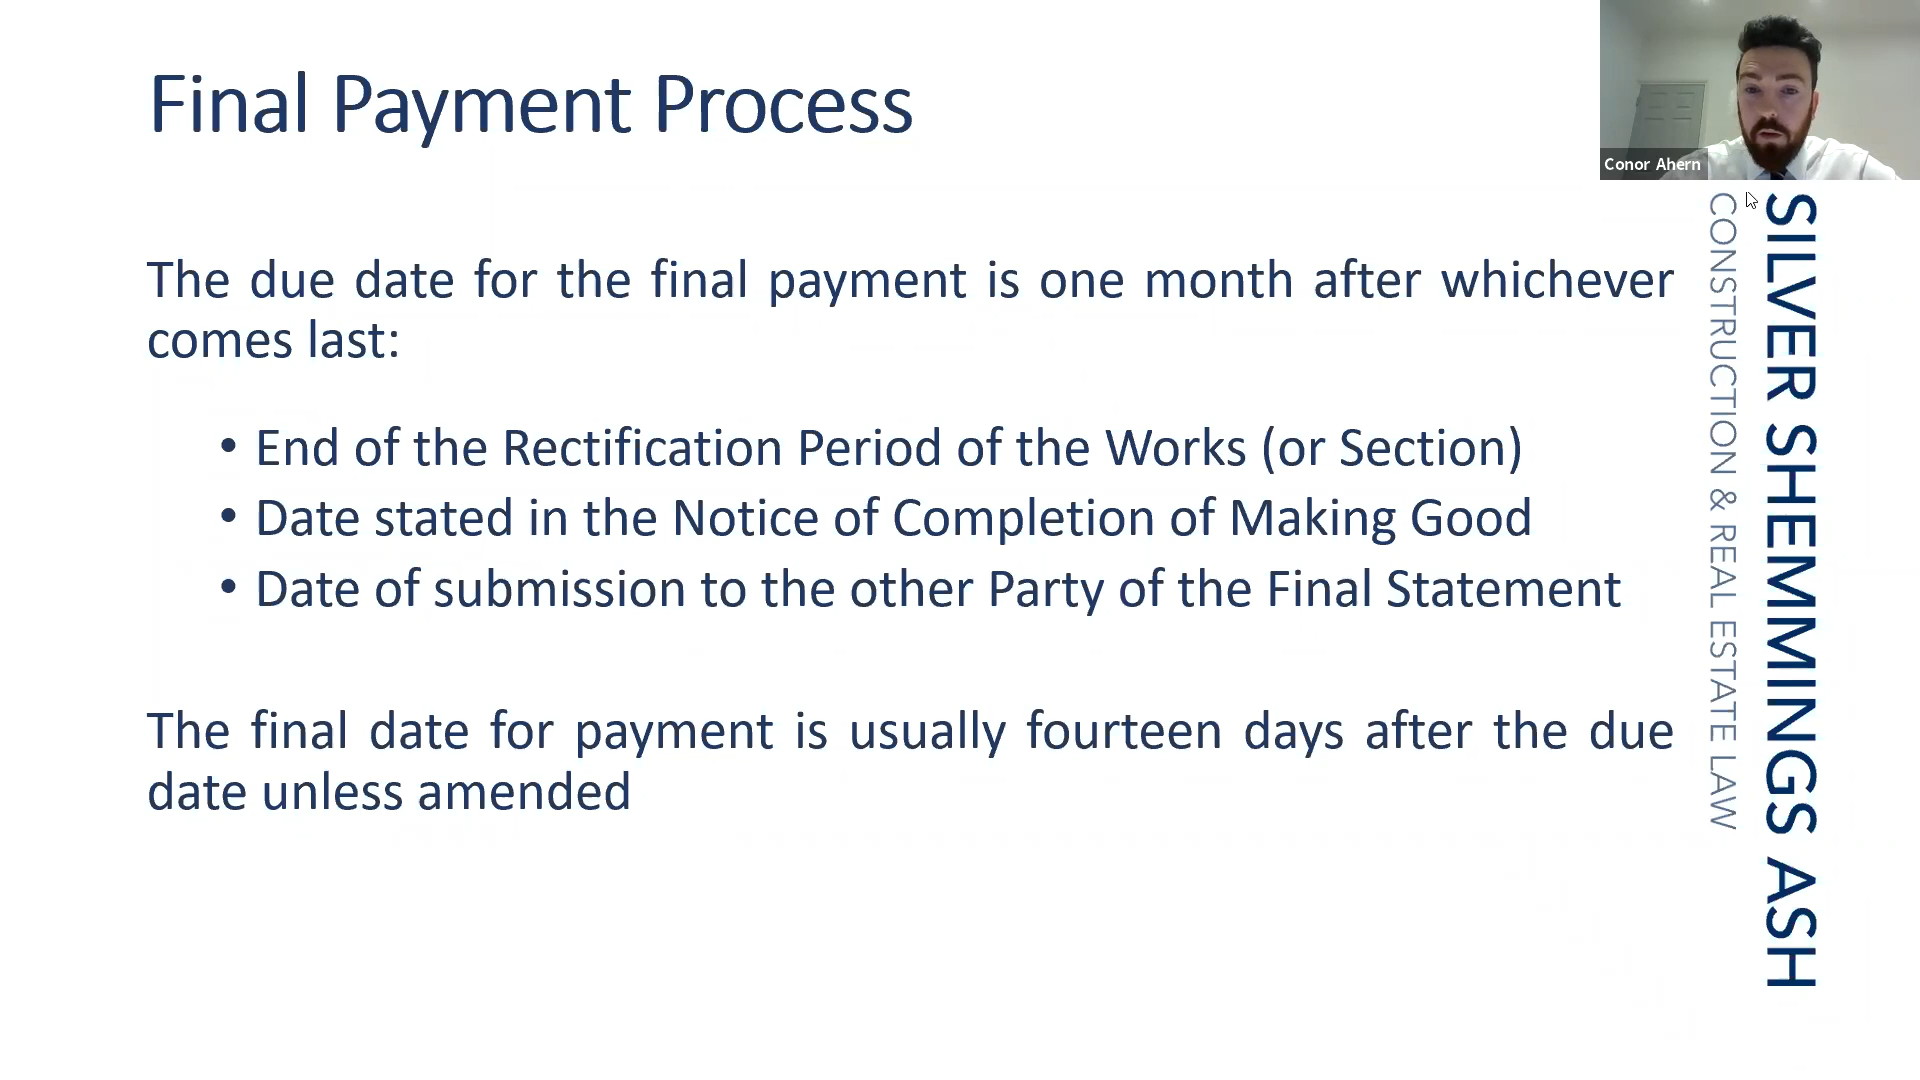 Final Payment Process
Conor Ahern
The due date for the final payment is one month after whichever
comes last:
• End of the Rectification Period of the Works (or Section)
• Date stated in the Notice of Completion of Making Good
• Date of submission to the other Party of the Final Statement
The final date for payment is usually fourteen days after the due
date unless amended
SILVER SHEMMINGS ASH
CONSTRUCTION & REAL ESTATE LAW